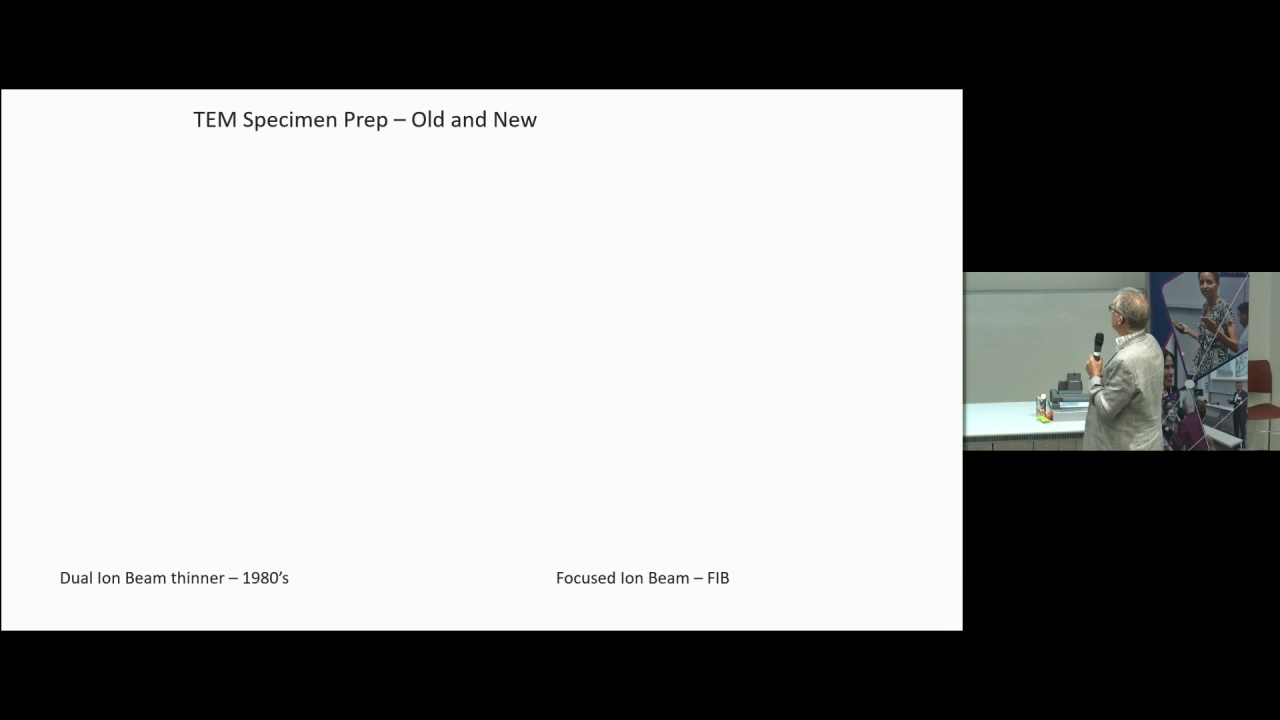 TEM Specimen Prep – Old and New
Dual Ion Beam thinner – 1980’s
Focused Ion Beam – FIB